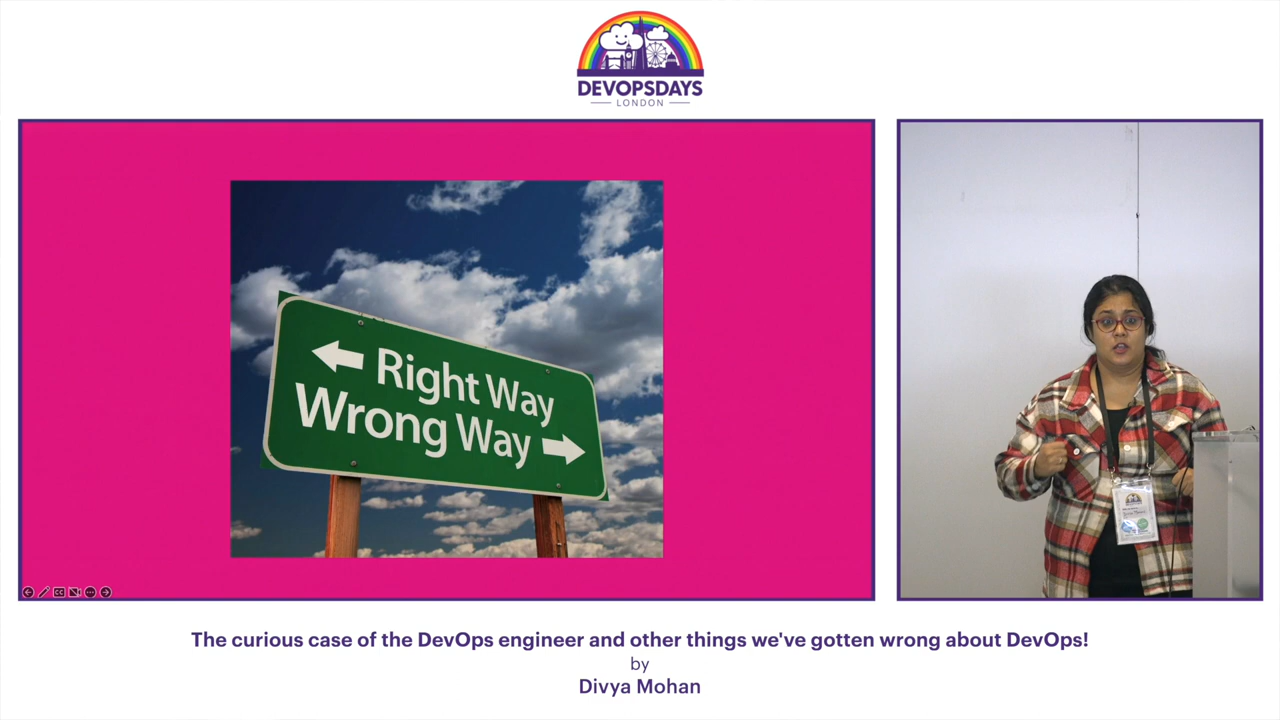 DEVOPSDAYS
LONDON
Right Way
Wrong Way
The curious case of the DevOps engineer and other things we've gotten wrong about DevOps!
by
Divya Mohan